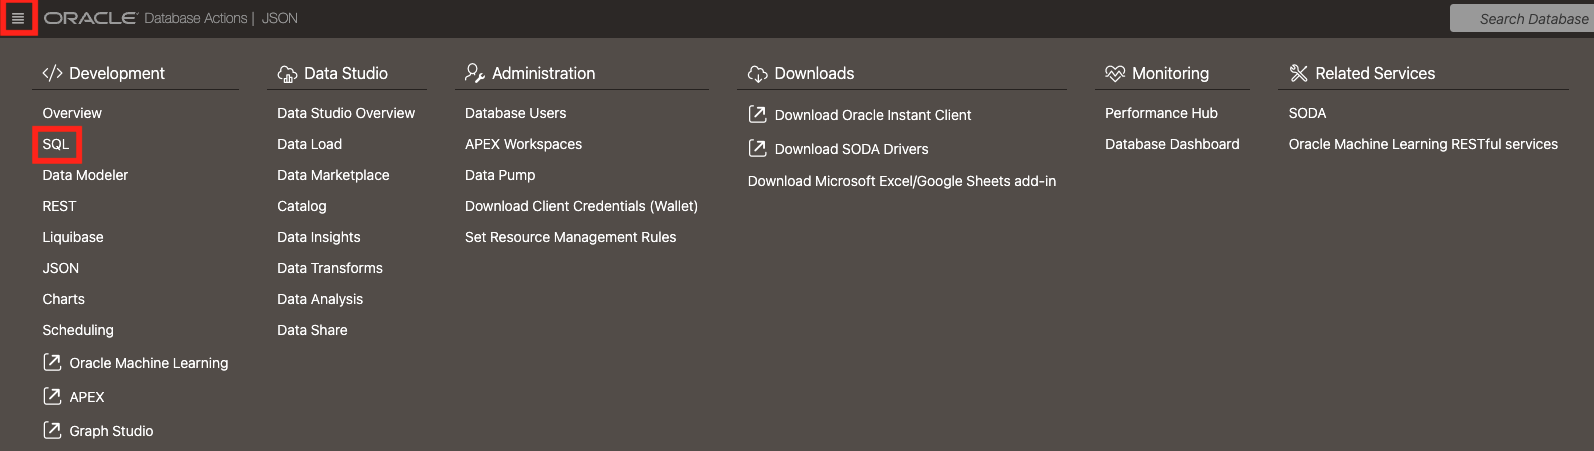 ORACLE Database Actions | JSON
Search Database
Development
Overview
SQL
Data Modeler
REST
Liquibase
JSON
Charts
Scheduling
Oracle Machine Learning
APEX
Graph Studio
Data Studio
Data Studio Overview
Data Load
Data Marketplace
Catalog
Data Insights
Data Transforms
Data Analysis
Data Share
Administration
Database Users
APEX Workspaces
Data Pump
Download Client Credentials (Wallet)
Set Resource Management Rules
Downloads
Download Oracle Instant Client
Download SODA Drivers
Download Microsoft Excel/Google Sheets add-in
Monitoring
Performance Hub
Database Dashboard
Related Services
SODA
Oracle Machine Learning RESTful services